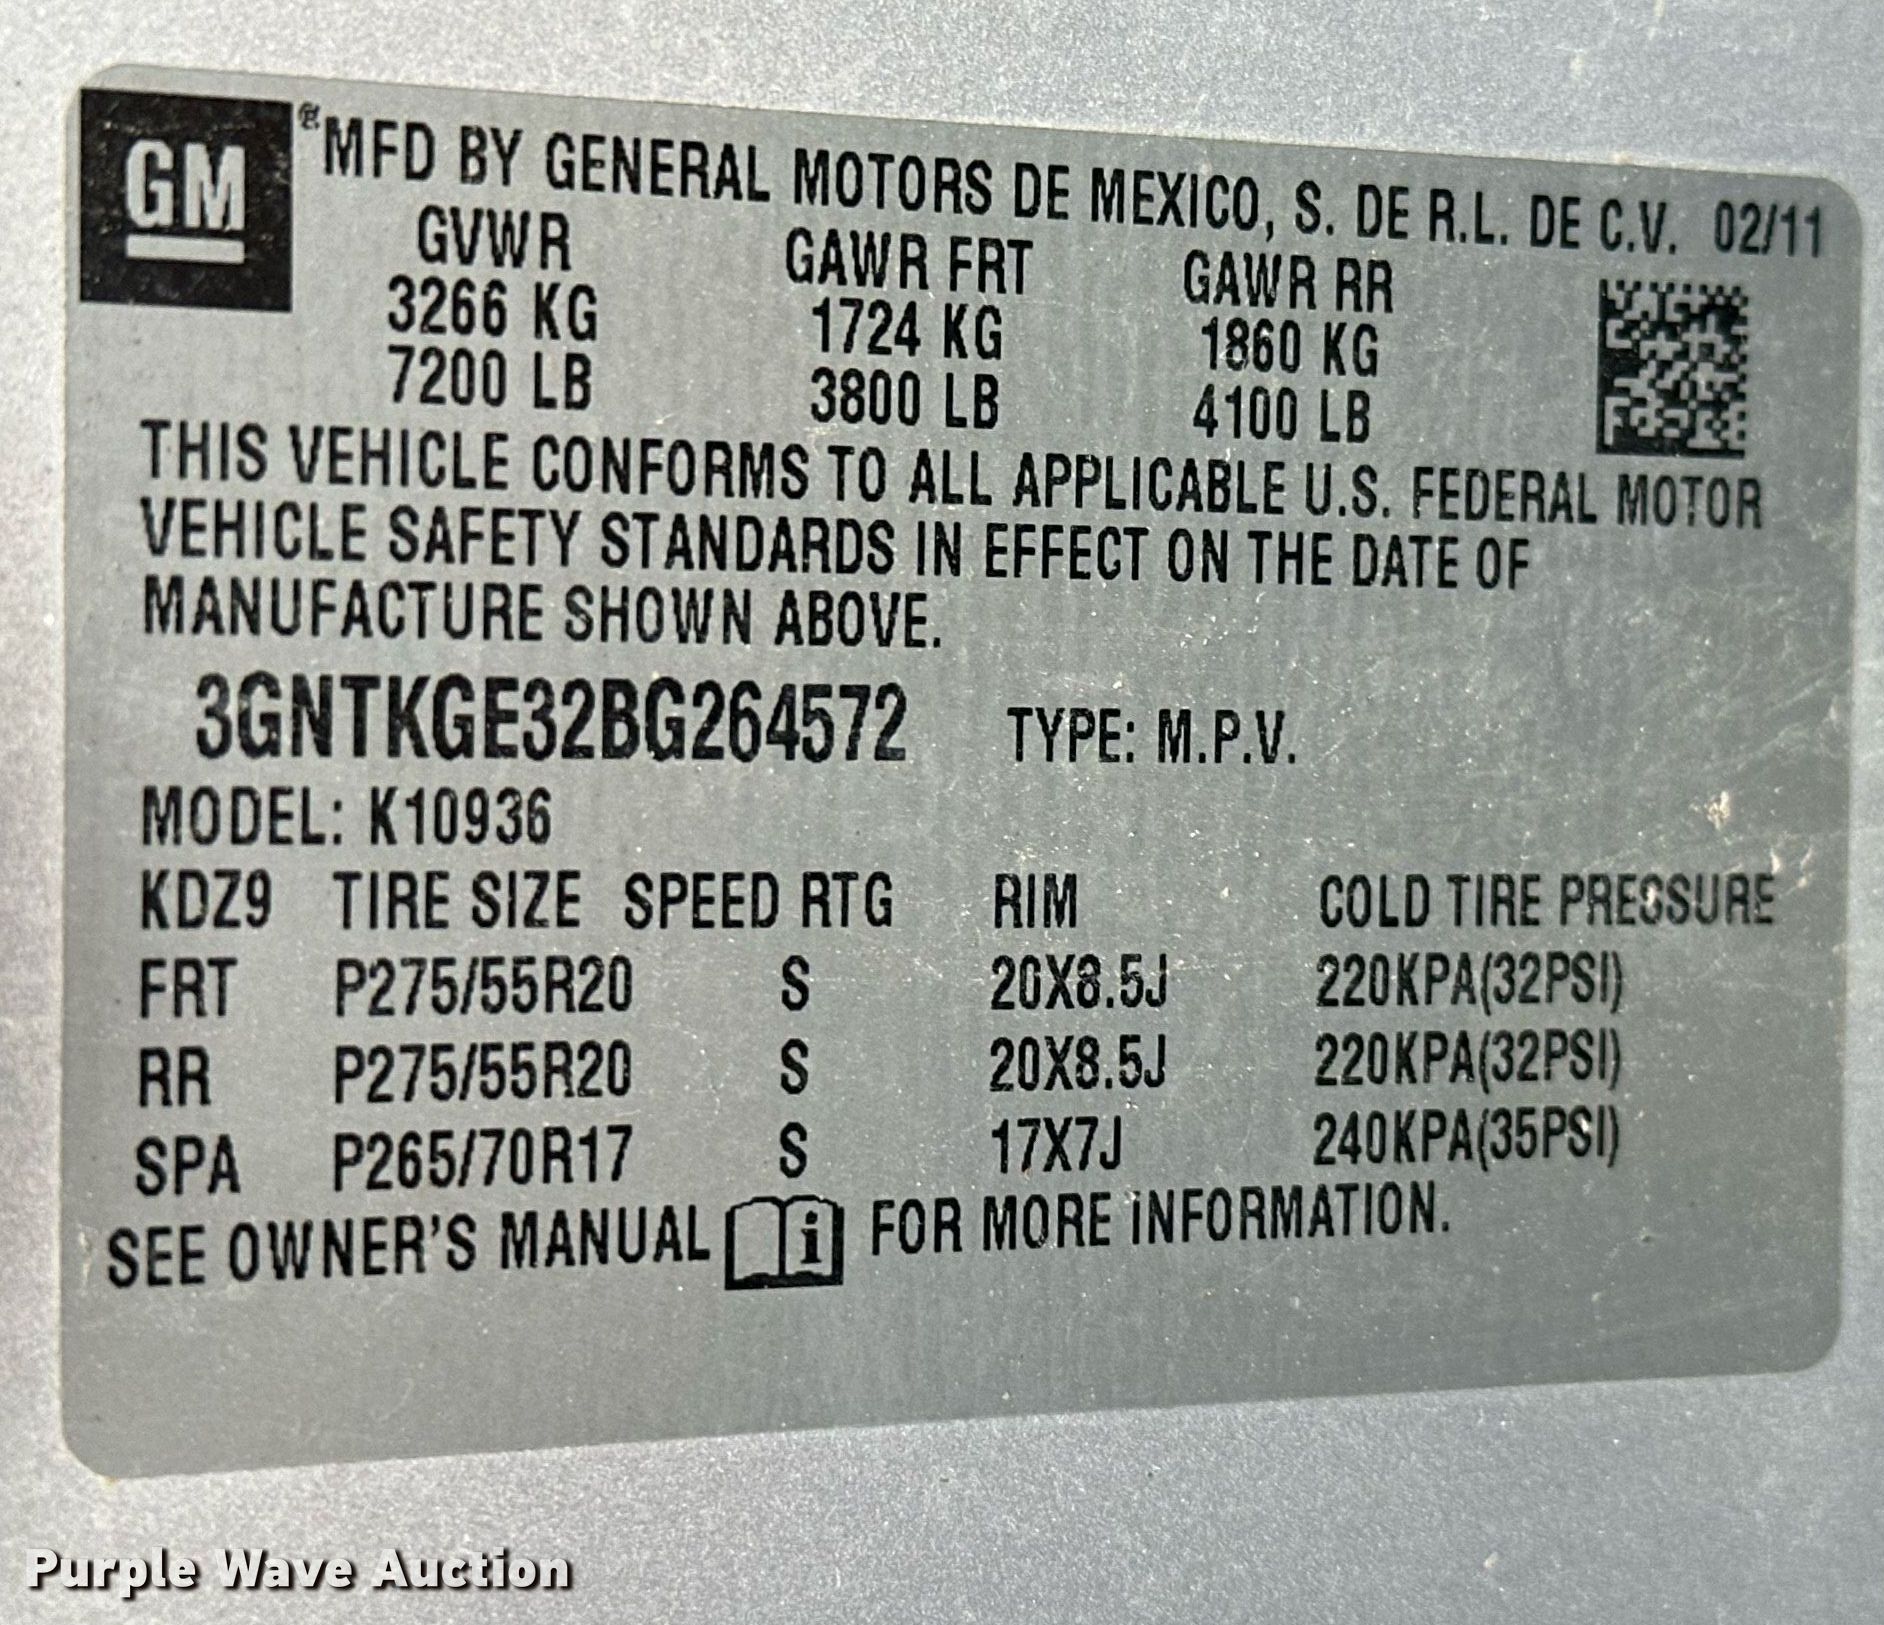 GM
MFD BY GENERAL MOTORS DE MEXICO, S. DE R.L. DE C.V. 02/11
GVWR GAWR FRT GAWR RR
3266 KG 1724 KG 1860 KG
7200 LB 3800 LB 4100 LB
THIS VEHICLE CONFORMS TO ALL APPLICABLE U.S. FEDERAL MOTOR
VEHICLE SAFETY STANDARDS IN EFFECT ON THE DATE OF
MANUFACTURE SHOWN ABOVE.
3GNTKGE32BG264572 TYPE: M.P.V.
MODEL: K10936
KDZ9 TIRE SIZE SPEED RTG RIM COLD TIRE PRESSURE
FRT P275/55R20 S 20X8.5J 220KPA(32PSI)
RR P275/55R20 S 20X8.5J 220KPA(32PSI)
SPA P265/70R17 S 17X7J 240KPA(35PSI)
SEE OWNER'S MANUAL i FOR MORE INFORMATION.
Purple Wave Auction